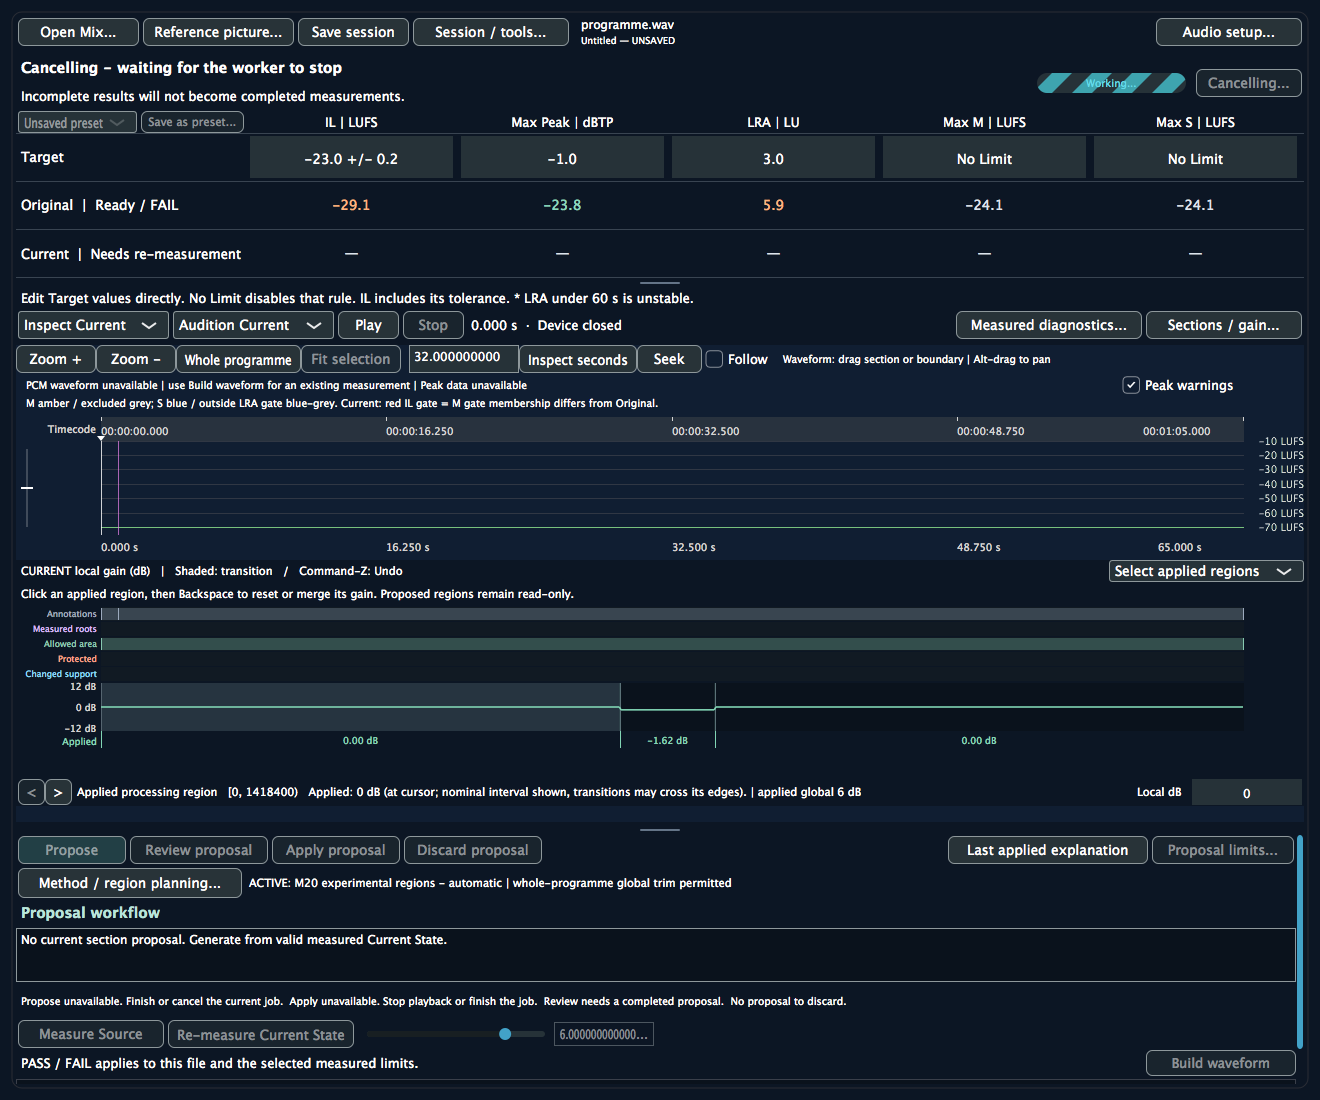 Open Mix... Reference picture... Save session Session / tools... programme.wav Audio setup...
Untitled — UNSAVED
Cancelling – waiting for the worker to stop
Working... Cancelling...
Incomplete results will not become completed measurements.
Unsaved preset Save as preset... IL | LUFS Max Peak | dBTP LRA | LU Max M | LUFS Max S | LUFS
Target -23.0 +/- 0.2 -1.0 3.0 No Limit No Limit
Original | Ready / FAIL -29.1 -23.8 5.9 -24.1 -24.1
Current | Needs re-measurement — — — — —
Edit Target values directly. No Limit disables that rule. IL includes its tolerance. * LRA under 60 s is unstable.
Inspect Current Audition Current Play Stop 0.000 s · Device closed Measured diagnostics... Sections / gain...
Zoom + Zoom – Whole programme Fit selection 32.000000000 Inspect seconds Seek Follow Waveform: drag section or boundary | Alt-drag to pan
PCM waveform unavailable | use Build waveform for an existing measurement | Peak data unavailable Peak warnings
M amber / excluded grey; S blue / outside LRA gate blue-grey. Current: red IL gate = M gate membership differs from Original.
Timecode 00:00:00.000 00:00:16.250 00:00:32.500 00:00:48.750 00:01:05.000
-10 LUFS
-20 LUFS
-30 LUFS
-40 LUFS
-50 LUFS
-60 LUFS
-70 LUFS
0.000 s 16.250 s 32.500 s 48.750 s 65.000 s
CURRENT local gain (dB) | Shaded: transition / Command-Z: Undo Select applied regions
Click an applied region, then Backspace to reset or merge its gain. Proposed regions remain read-only.
Annotations
Measured roots
Allowed area
Protected
Changed support
12 dB
0 dB
-12 dB
Applied 0.00 dB -1.62 dB 0.00 dB
< > Applied processing region [0, 1418400) Applied: 0 dB (at cursor; nominal interval shown, transitions may cross its edges). | applied global 6 dB Local dB 0
Propose Review proposal Apply proposal Discard proposal Last applied explanation Proposal limits...
Method / region planning... ACTIVE: M20 experimental regions – automatic | whole-programme global trim permitted
Proposal workflow
No current section proposal. Generate from valid measured Current State.
Propose unavailable. Finish or cancel the current job. Apply unavailable. Stop playback or finish the job. Review needs a completed proposal. No proposal to discard.
Measure Source Re-measure Current State 6.000000000000...
PASS / FAIL applies to this file and the selected measured limits. Build waveform